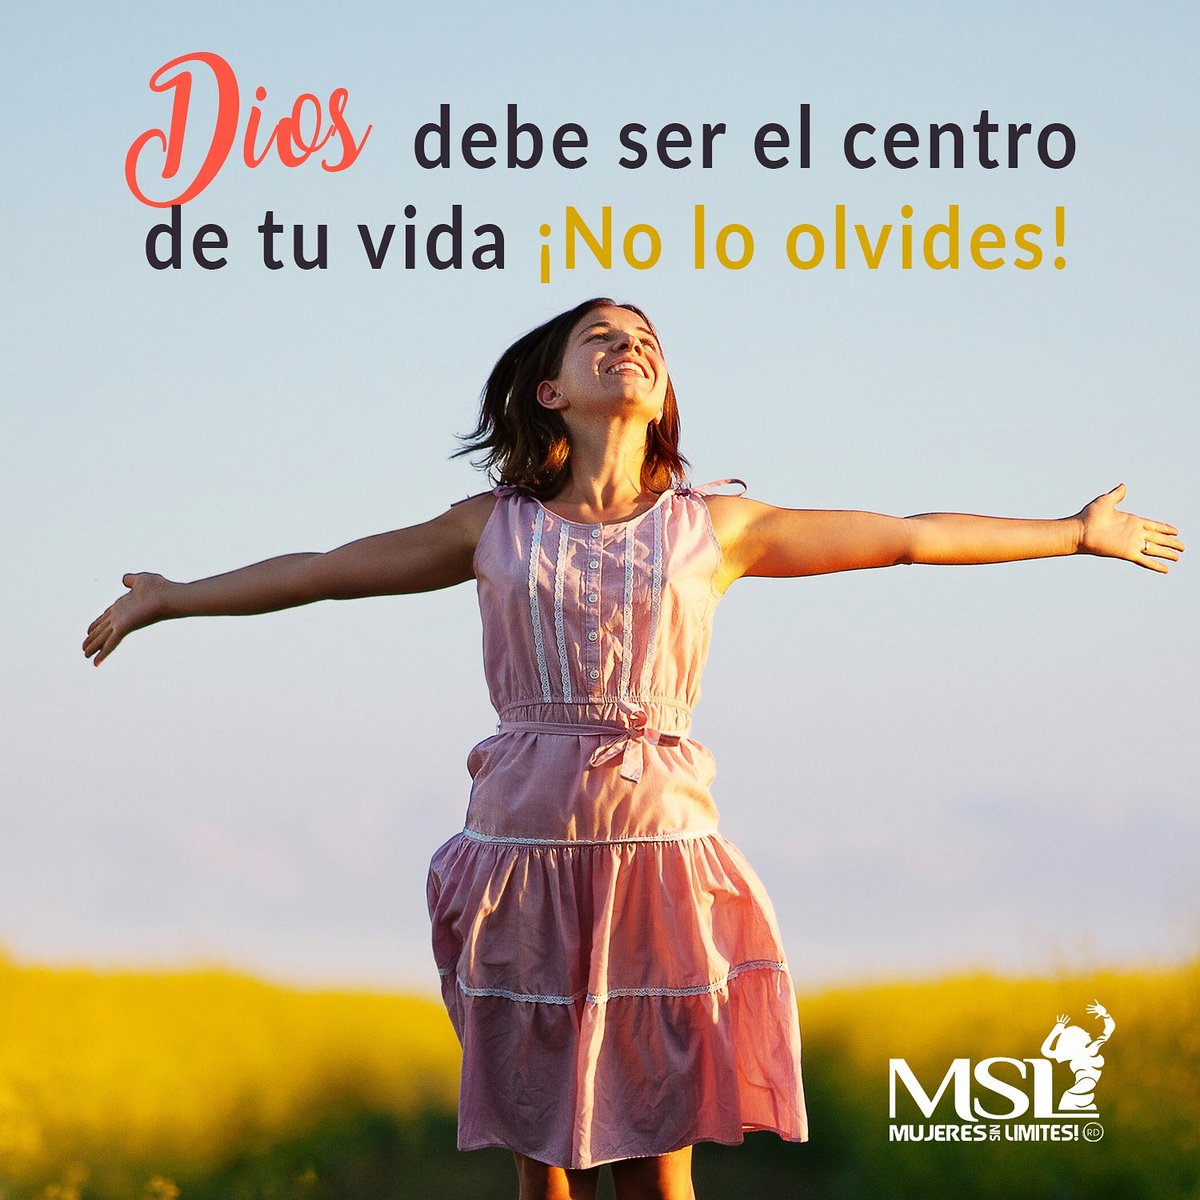 Dios debe ser el centro
de tu vida ¡No lo olvides!
MSL
MUJERES SIN LIMITES! RD